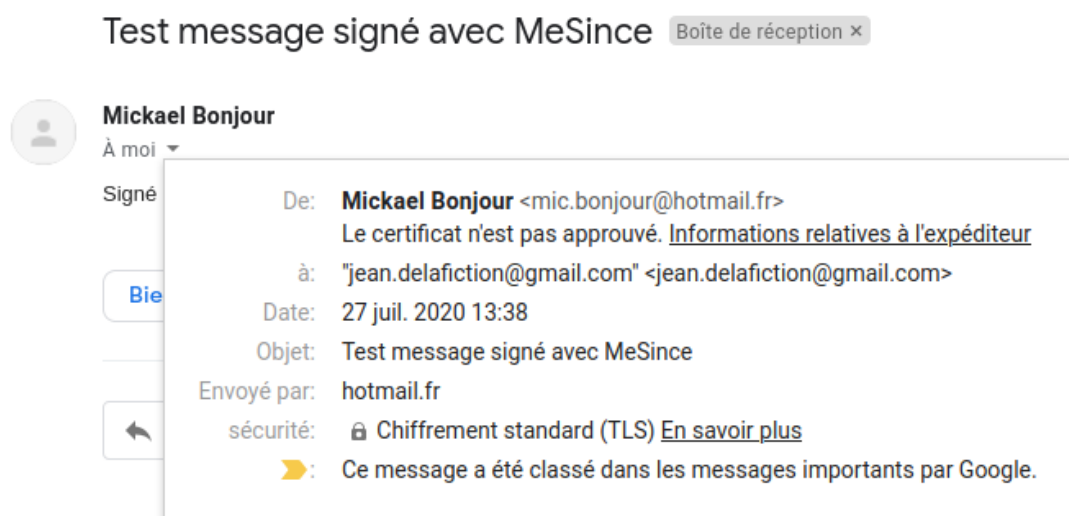 Test message signé avec MeSince Boîte de réception ×
Mickael Bonjour
À moi
Signé
De: Mickael Bonjour <mic.bonjour@hotmail.fr>
Le certificat n'est pas approuvé. Informations relatives à l'expéditeur
à: "jean.delafiction@gmail.com" <jean.delafiction@gmail.com>
Date: 27 juil. 2020 13:38
Objet: Test message signé avec MeSince
Envoyé par: hotmail.fr
sécurité: Chiffrement standard (TLS) En savoir plus
: Ce message a été classé dans les messages importants par Google.
Bie